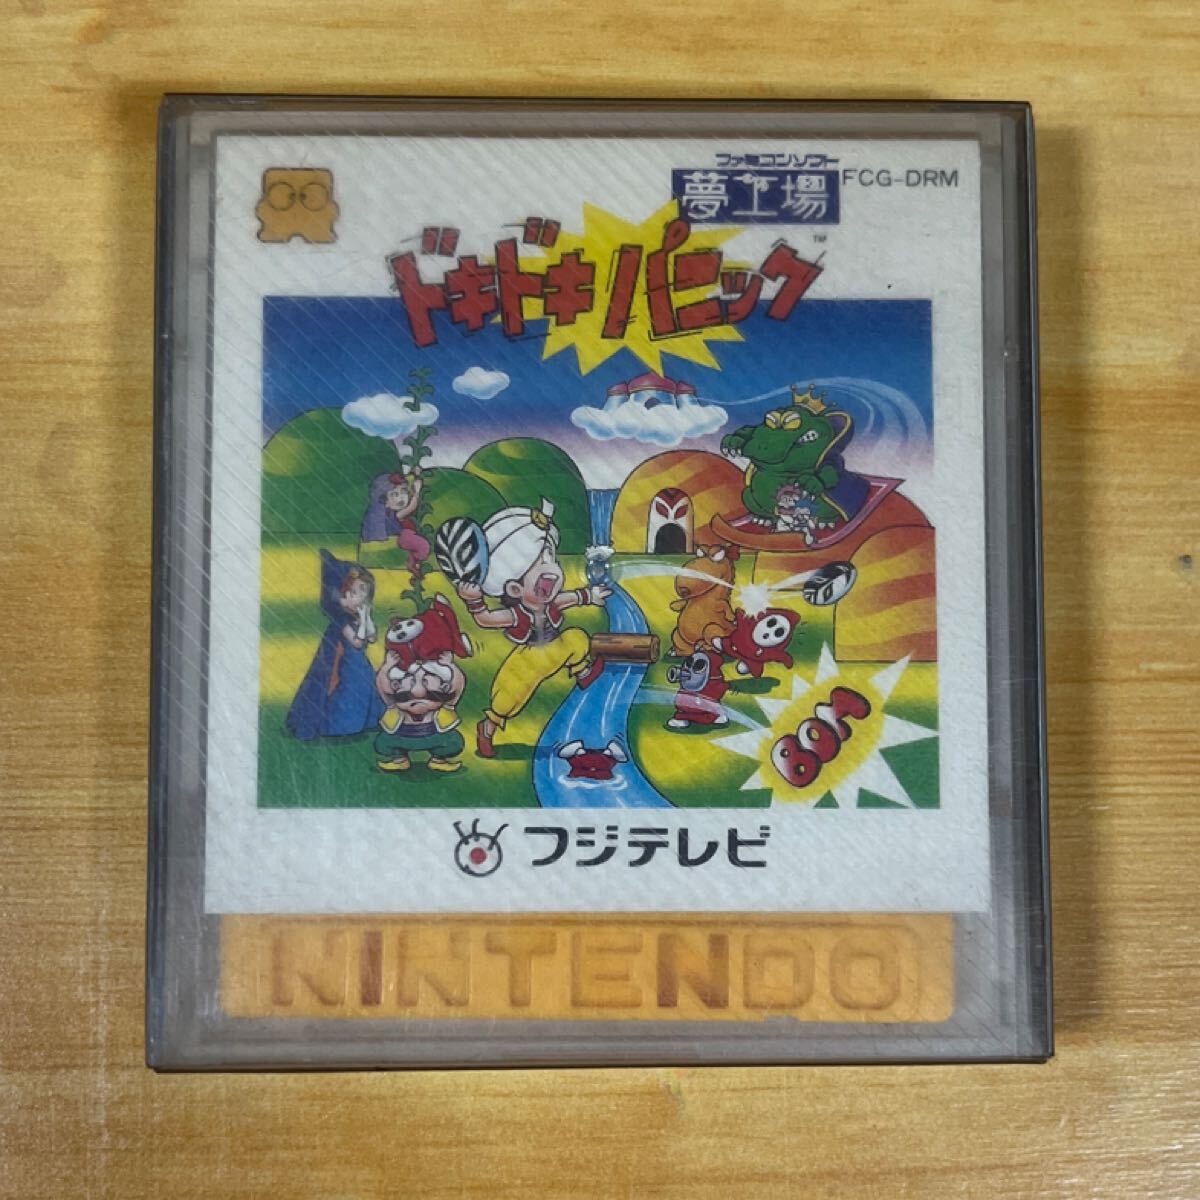 ファミコンソフト
夢工場
FCG-DRM
ドキドキパニック
™
BOM
フジテレビ
NINTENDO